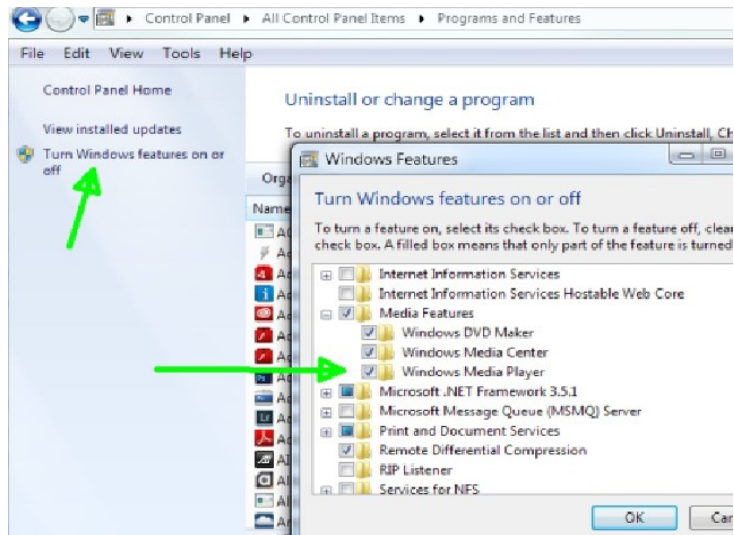 Control Panel ▸ All Control Panel Items ▸ Programs and Features
File Edit View Tools Help
Control Panel Home
View installed updates
Turn Windows features on or
off
Uninstall or change a program
To uninstall a program, select it from the list and then click Uninstall, Ch
Orga
Name
Windows Features
Turn Windows features on or off
To turn a feature on, select its check box. To turn a feature off, clear
check box. A filled box means that only part of the feature is turned
Internet Information Services
Internet Information Services Hostable Web Core
Media Features
Windows DVD Maker
Windows Media Center
Windows Media Player
Microsoft .NET Framework 3.5.1
Microsoft Message Queue (MSMQ) Server
Print and Document Services
Remote Differential Compression
RIP Listener
Services for NFS
OK Can